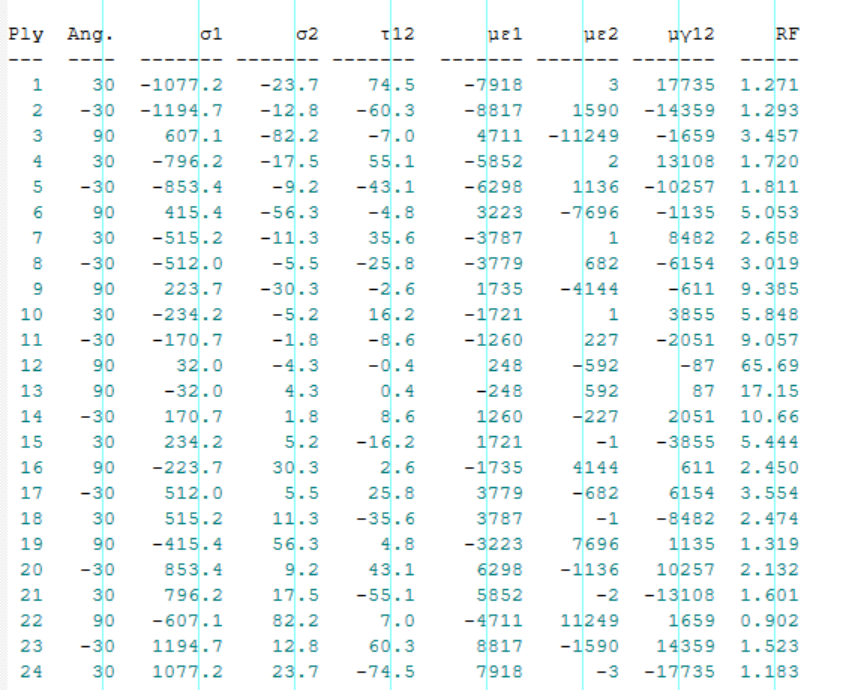 Ply Ang. σ1 σ2 τ12 µε1 µε2 µγ12 RF
--- ---- ------- ------- ------- ------- ------- ------- -----
1 30 -1077.2 -23.7 74.5 -7918 3 17735 1.271
2 -30 -1194.7 -12.8 -60.3 -8817 1590 -14359 1.293
3 90 607.1 -82.2 -7.0 4711 -11249 -1659 3.457
4 30 -796.2 -17.5 55.1 -5852 2 13108 1.720
5 -30 -853.4 -9.2 -43.1 -6298 1136 -10257 1.811
6 90 415.4 -56.3 -4.8 3223 -7696 -1135 5.053
7 30 -515.2 -11.3 35.6 -3787 1 8482 2.658
8 -30 -512.0 -5.5 -25.8 -3779 682 -6154 3.019
9 90 223.7 -30.3 -2.6 1735 -4144 -611 9.385
10 30 -234.2 -5.2 16.2 -1721 1 3855 5.848
11 -30 -170.7 -1.8 -8.6 -1260 227 -2051 9.057
12 90 32.0 -4.3 -0.4 248 -592 -87 65.69
13 90 -32.0 4.3 0.4 -248 592 87 17.15
14 -30 170.7 1.8 8.6 1260 -227 2051 10.66
15 30 234.2 5.2 -16.2 1721 -1 -3855 5.444
16 90 -223.7 30.3 2.6 -1735 4144 611 2.450
17 -30 512.0 5.5 25.8 3779 -682 6154 3.554
18 30 515.2 11.3 -35.6 3787 -1 -8482 2.474
19 90 -415.4 56.3 4.8 -3223 7696 1135 1.319
20 -30 853.4 9.2 43.1 6298 -1136 10257 2.132
21 30 796.2 17.5 -55.1 5852 -2 -13108 1.601
22 90 -607.1 82.2 7.0 -4711 11249 1659 0.902
23 -30 1194.7 12.8 60.3 8817 -1590 14359 1.523
24 30 1077.2 23.7 -74.5 7918 -3 -17735 1.183